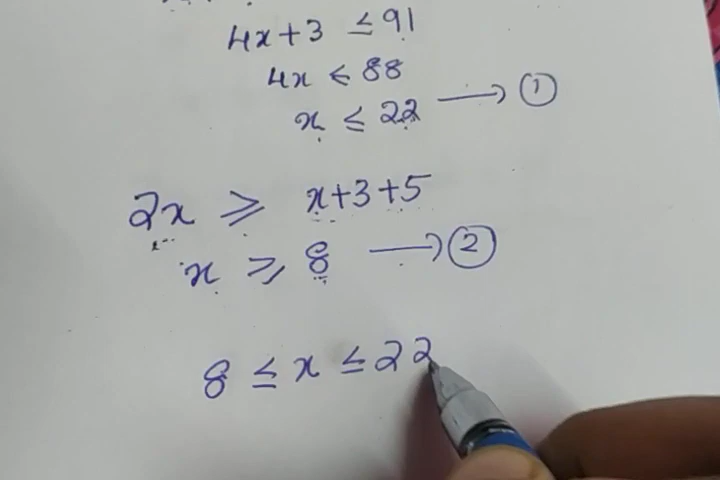 4x+3 ≤ 91
4x ≤ 88
x ≤ 22 → ①
2x ≥ x+3+5
x ≥ 8 → ②
8 ≤ x ≤ 22